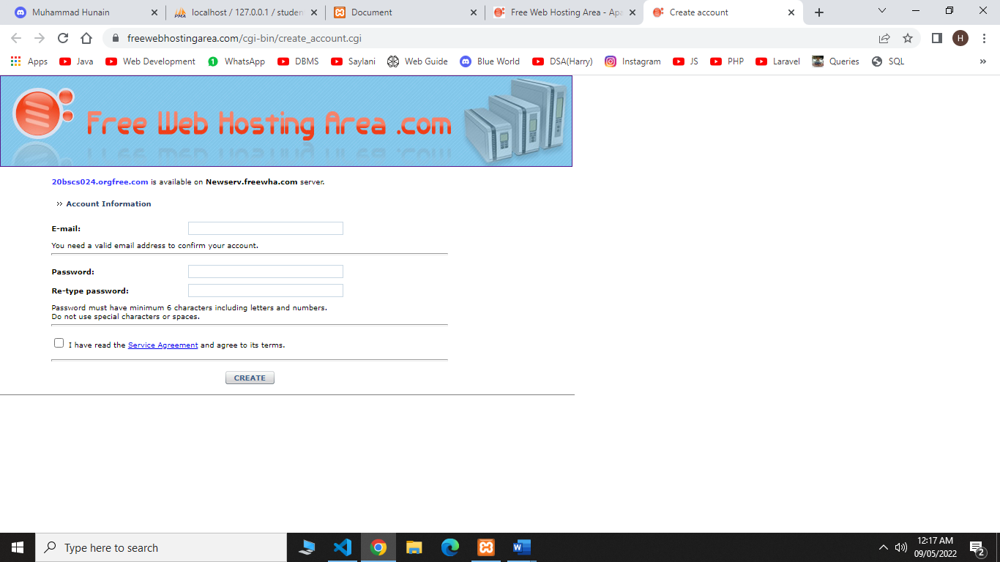 Muhammad Hunain
localhost / 127.0.0.1 / studen
Document
Free Web Hosting Area - Apa
Create account
freewebhostingarea.com/cgi-bin/create_account.cgi
H
Apps
Java
Web Development
1
WhatsApp
DBMS
Saylani
Web Guide
Blue World
DSA(Harry)
Instagram
JS
PHP
Laravel
Queries
SQL
»
Free Web Hosting Area .com
20bscs024.orgfree.com is available on Newserv.freewha.com server.
Account Information
E-mail:
You need a valid email address to confirm your account.
Password:
Re-type password:
Password must have minimum 6 characters including letters and numbers.
Do not use special characters or spaces.
I have read the Service Agreement and agree to its terms.
CREATE
Type here to search
12:17 AM
09/05/2022
2